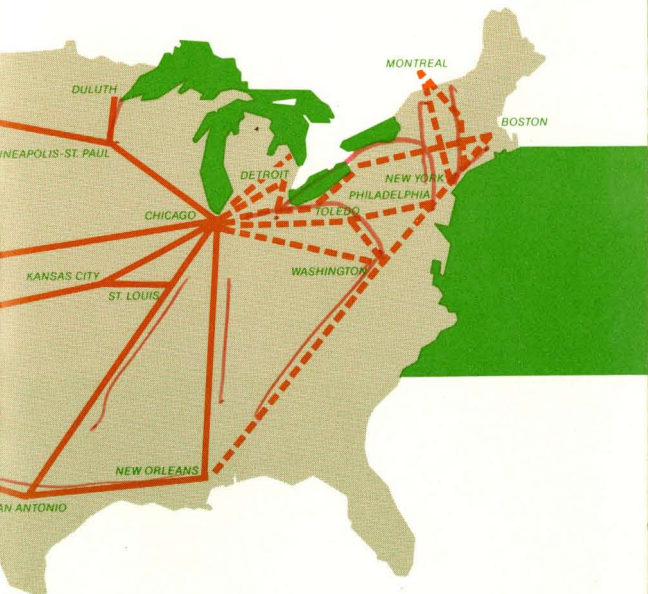 MONTREAL
DULUTH
BOSTON
INNEAPOLIS-ST. PAUL
DETROIT
NEW YORK
PHILADELPHIA
CHICAGO
TOLEDO
WASHINGTON
KANSAS CITY
ST. LOUIS
NEW ORLEANS
AN ANTONIO